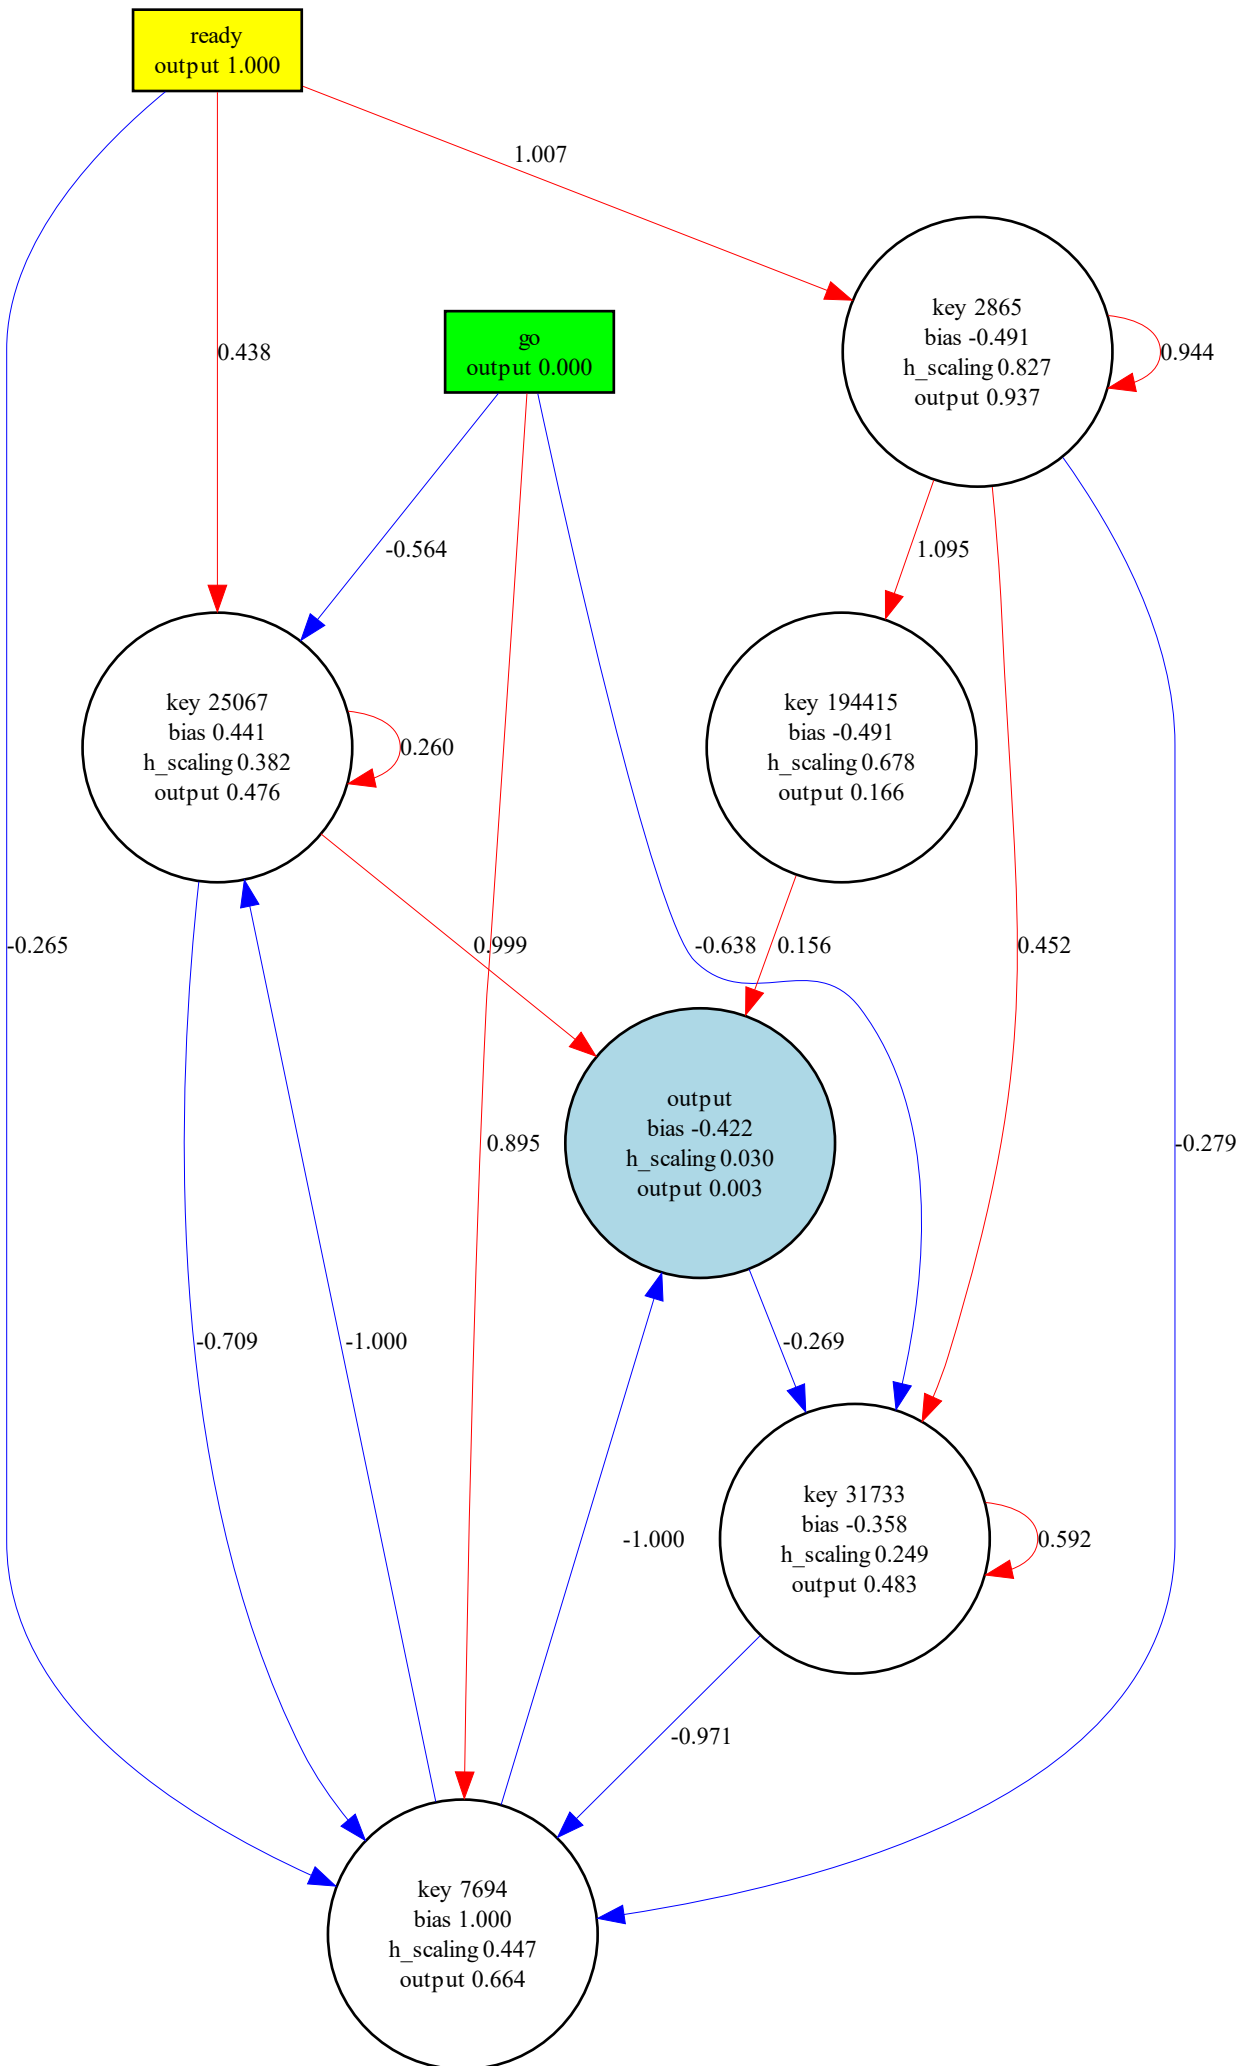 ready
output 1.000
1.007
key 2865
bias -0.491
h_scaling 0.827
output 0.937
0.944
go
output 0.000
0.438
-0.564
1.095
key 25067
bias 0.441
h_scaling 0.382
output 0.476
0.260
key 194415
bias -0.491
h_scaling 0.678
output 0.166
-0.265
0.999
-0.638
0.156
0.452
output
bias -0.422
h_scaling 0.030
output 0.003
0.895
-0.279
-0.709
-1.000
-0.269
key 31733
bias -0.358
h_scaling 0.249
output 0.483
-1.000
0.592
-0.971
key 7694
bias 1.000
h_scaling 0.447
output 0.664